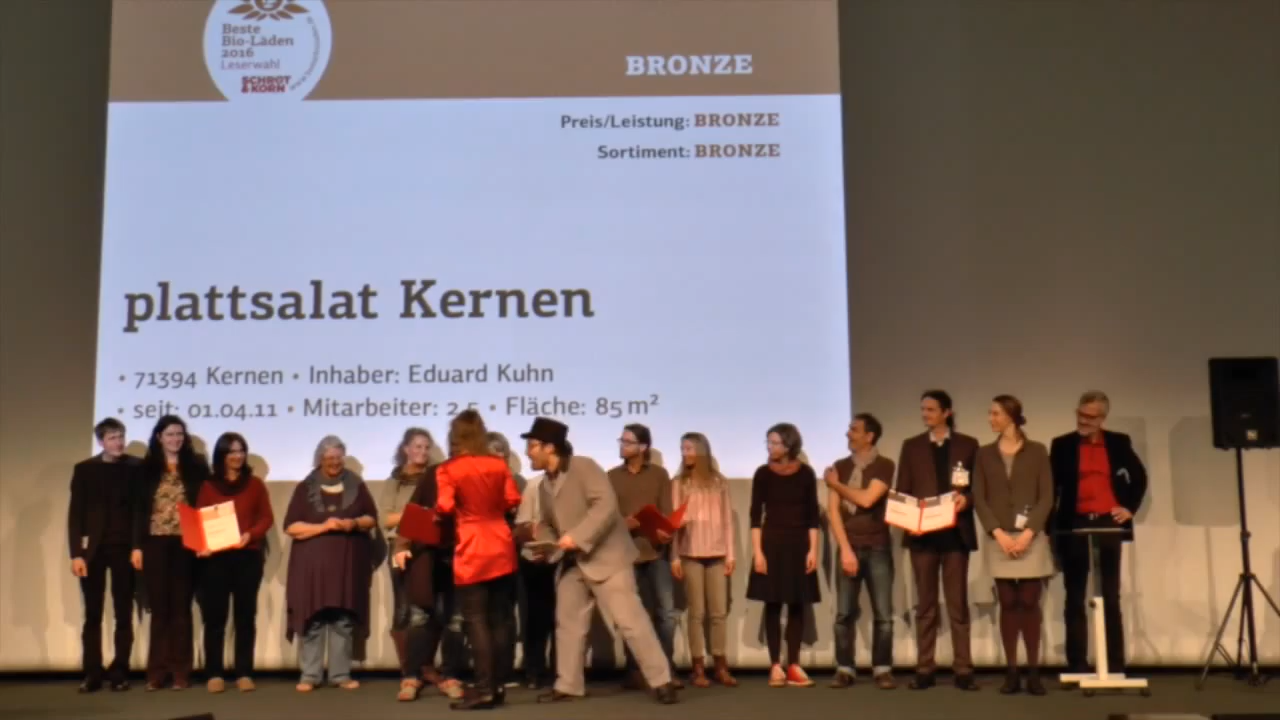 Beste
Bio-Läden
2016
Leserwahl
SCHROT
& KORN
BRONZE
Preis/Leistung: BRONZE
Sortiment: BRONZE
plattsalat Kernen
• 71394 Kernen • Inhaber: Eduard Kuhn
• seit: 01.04.11 • Mitarbeiter: 2,5 • Fläche: 85 m²